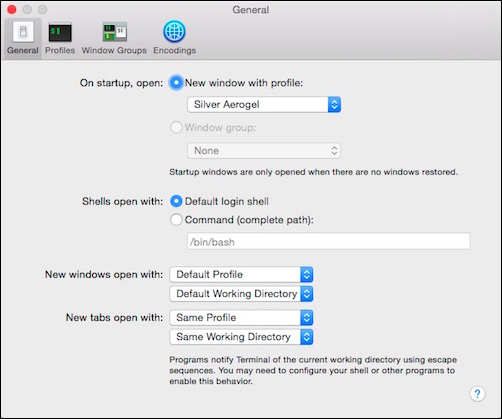 General
General Profiles Window Groups Encodings
On startup, open: New window with profile:
Silver Aerogel
Window group:
None
Startup windows are only opened when there are no windows restored.
Shells open with: Default login shell
Command (complete path):
/bin/bash
New windows open with: Default Profile
Default Working Directory
New tabs open with: Same Profile
Same Working Directory
Programs notify Terminal of the current working directory using escape
sequences. You may need to configure your shell or other programs to
enable this behavior.
?